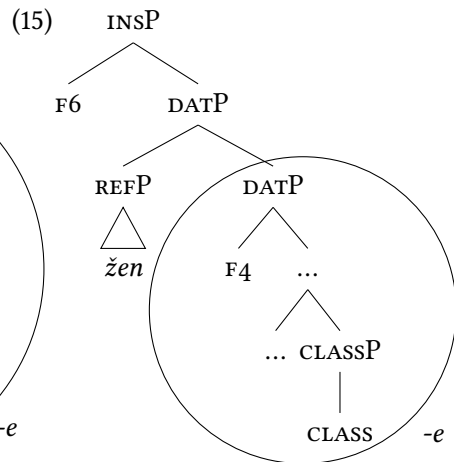 (15) INSP
F6 DATP
REFP DATP
žen F4 ...
... CLASSP
-e CLASS -e